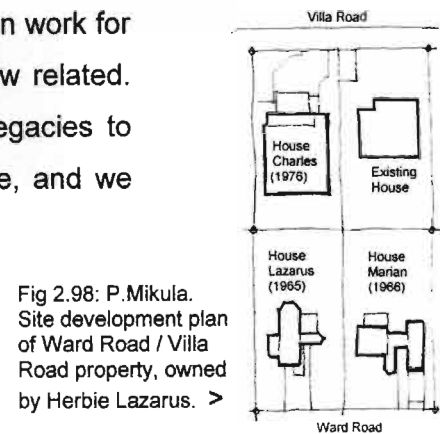 n work for
w related.
egacies to
e, and we
Fig 2.98: P.Mikula.
Site development plan
of Ward Road / Villa
Road property, owned
by Herbie Lazarus. >
Villa Road
House
Charles
(1976)
Existing
House
House
Lazarus
(1965)
House
Marian
(1966)
Ward Road